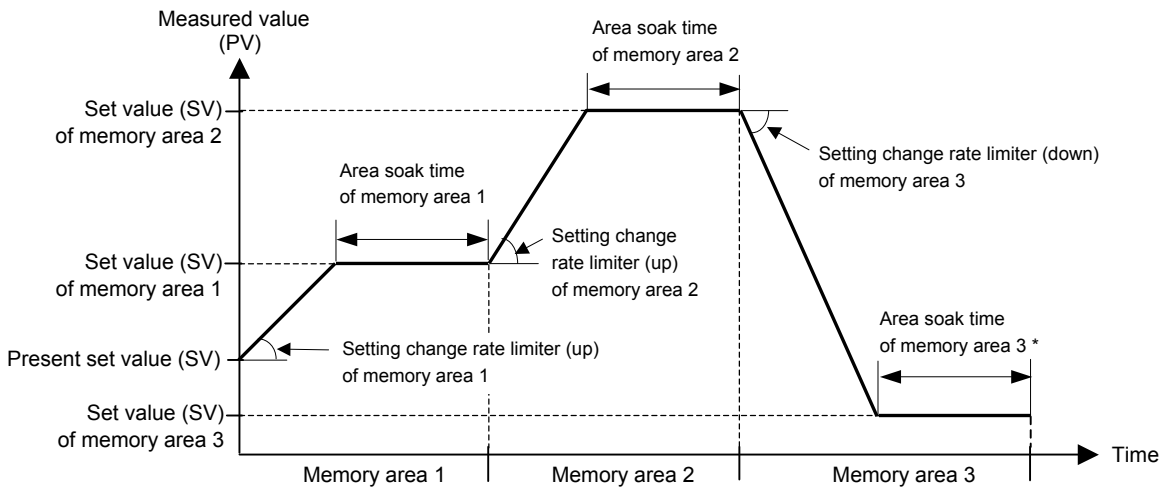 Measured value
(PV)
Area soak time
of memory area 2
Set value (SV)
of memory area 2
Setting change rate limiter (down)
of memory area 3
Area soak time
of memory area 1
Setting change
rate limiter (up)
of memory area 2
Set value (SV)
of memory area 1
Area soak time
of memory area 3 *
Present set value (SV)
Setting change rate limiter (up)
of memory area 1
Set value (SV)
of memory area 3
Time
Memory area 1
Memory area 2
Memory area 3